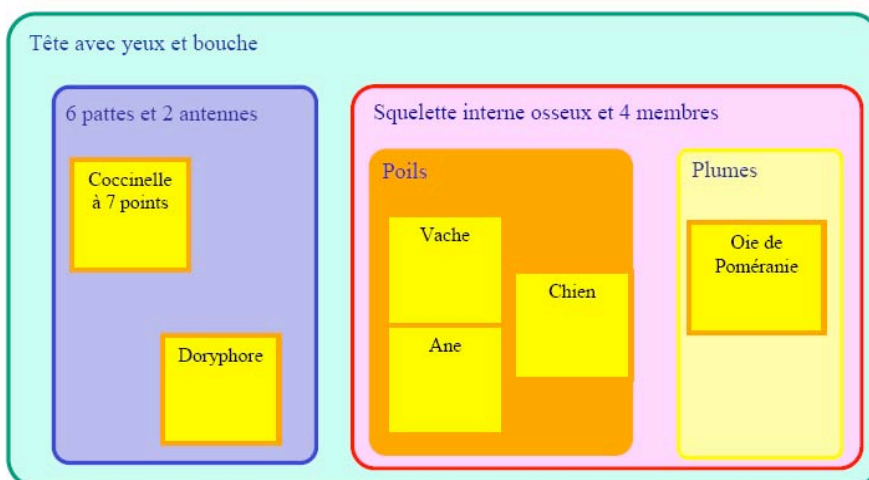 Tête avec yeux et bouche
6 pattes et 2 antennes
Coccinelle
à 7 points
Doryphore
Squelette interne osseux et 4 membres
Poils
Vache
Chien
Ane
Plumes
Oie de
Poméranie